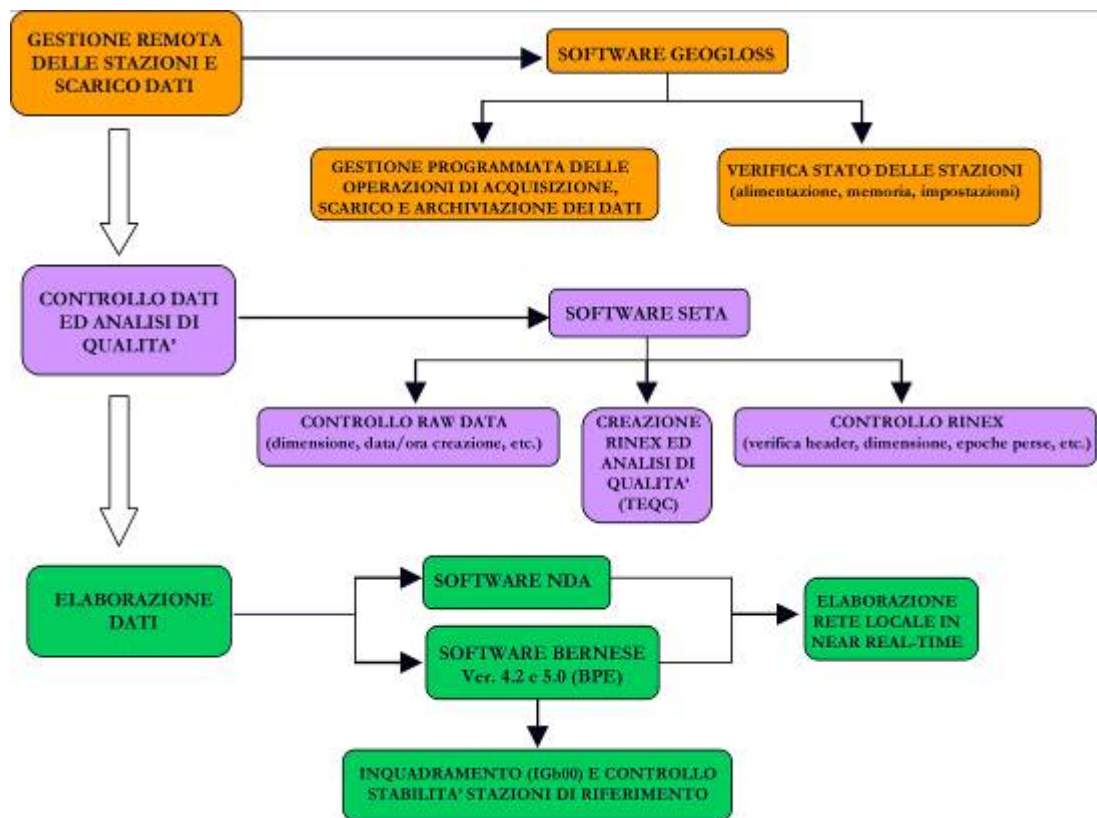 GESTIONE REMOTA
DELLE STAZIONI E
SCARICO DATI
SOFTWARE GEOGLOSS
GESTIONE PROGRAMMATA DELLE
OPERAZIONI DI ACQUISIZIONE,
SCARICO E ARCHIVIAZIONE DEI DATI
VERIFICA STATO DELLE STAZIONI
(alimentazione, memoria, impostazioni)
CONTROLLO DATI
ED ANALISI DI
QUALITA'
SOFTWARE SETA
CONTROLLO RAW DATA
(dimensione, data/ora creazione, etc.)
CREAZIONE
RINEX ED
ANALISI DI
QUALITA'
(TEQC)
CONTROLLO RINEX
(verifica header, dimensione, epoche perse, etc.)
ELABORAZIONE
DATI
SOFTWARE NDA
SOFTWARE BERNESE
Ver. 4.2 e 5.0 (BPE)
ELABORAZIONE
RETE LOCALE IN
NEAR REAL-TIME
INQUADRAMENTO (IGb00) E CONTROLLO
STABILITA' STAZIONI DI RIFERIMENTO